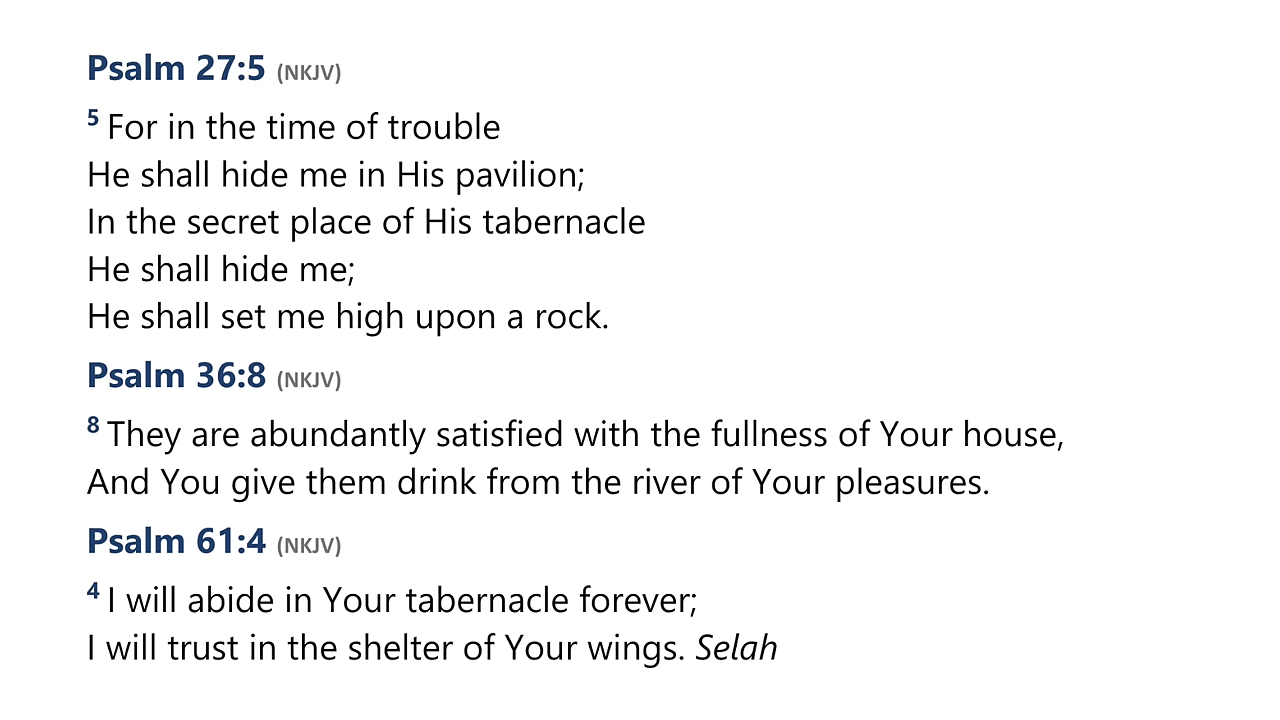 Psalm 27:5 (NKJV)
5 For in the time of trouble
He shall hide me in His pavilion;
In the secret place of His tabernacle
He shall hide me;
He shall set me high upon a rock.
Psalm 36:8 (NKJV)
8 They are abundantly satisfied with the fullness of Your house,
And You give them drink from the river of Your pleasures.
Psalm 61:4 (NKJV)
4 I will abide in Your tabernacle forever;
I will trust in the shelter of Your wings. Selah